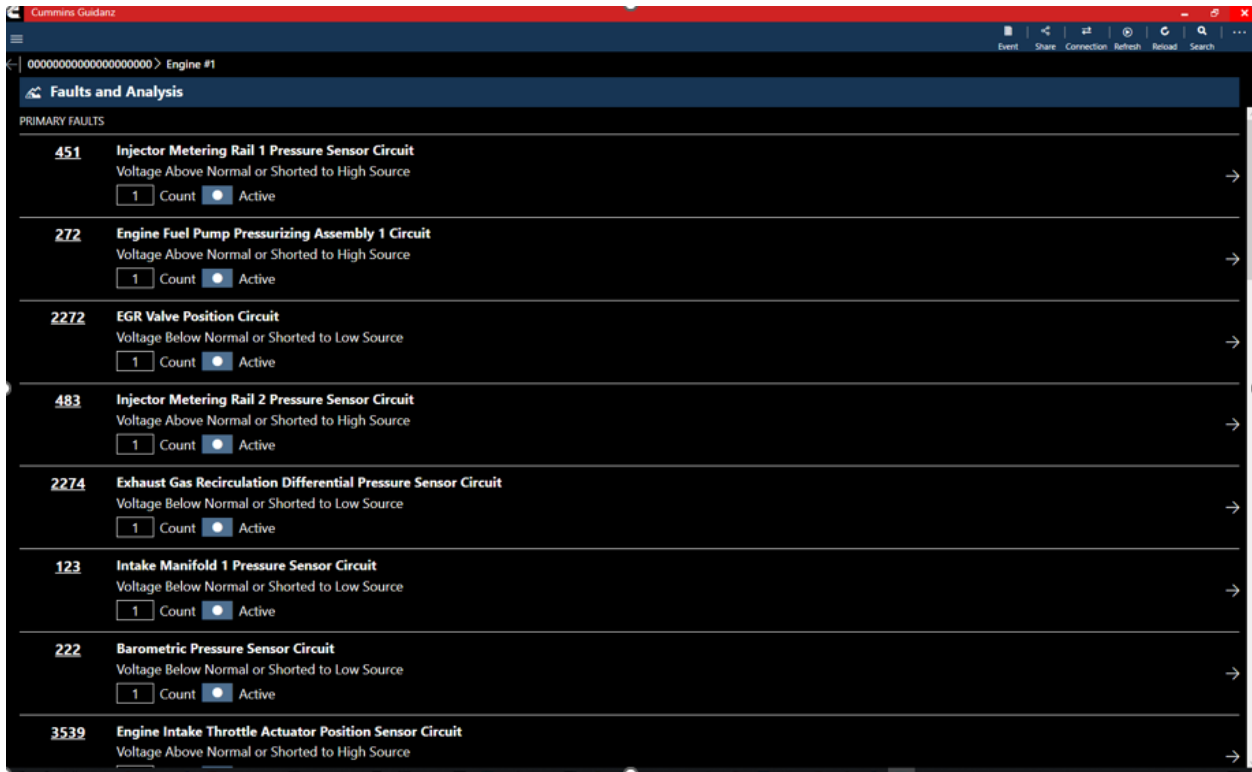 Cummins Guidanz
Event Share Connection Refresh Reload Search
00000000000000000000 > Engine #1
Faults and Analysis
PRIMARY FAULTS
451 Injector Metering Rail 1 Pressure Sensor Circuit
Voltage Above Normal or Shorted to High Source
1 Count Active
272 Engine Fuel Pump Pressurizing Assembly 1 Circuit
Voltage Above Normal or Shorted to High Source
1 Count Active
2272 EGR Valve Position Circuit
Voltage Below Normal or Shorted to Low Source
1 Count Active
483 Injector Metering Rail 2 Pressure Sensor Circuit
Voltage Above Normal or Shorted to High Source
1 Count Active
2274 Exhaust Gas Recirculation Differential Pressure Sensor Circuit
Voltage Below Normal or Shorted to Low Source
1 Count Active
123 Intake Manifold 1 Pressure Sensor Circuit
Voltage Below Normal or Shorted to Low Source
1 Count Active
222 Barometric Pressure Sensor Circuit
Voltage Below Normal or Shorted to Low Source
1 Count Active
3539 Engine Intake Throttle Actuator Position Sensor Circuit
Voltage Above Normal or Shorted to High Source